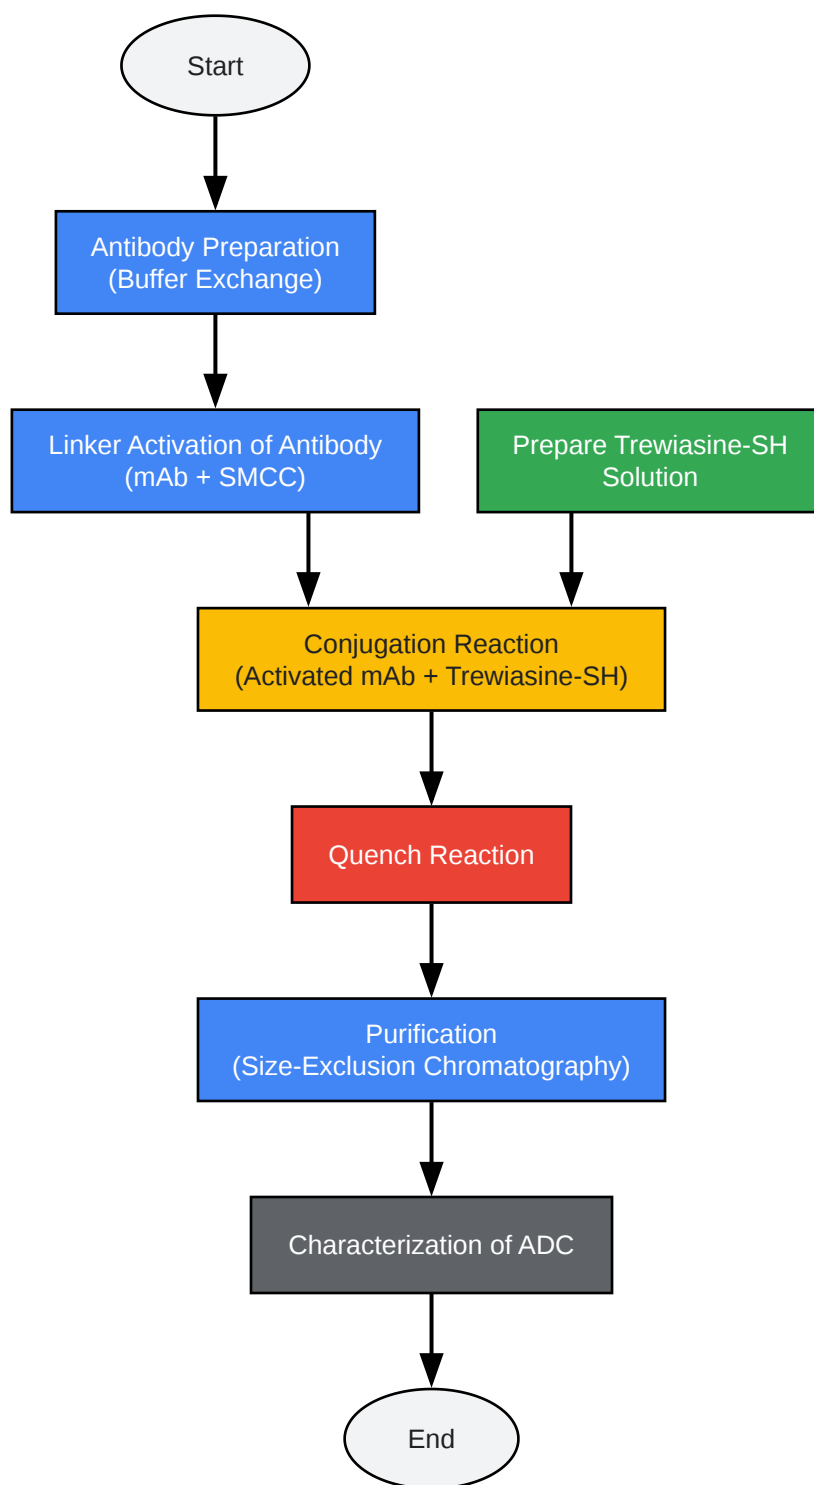 Start
Antibody Preparation
(Buffer Exchange)
Linker Activation of Antibody
(mAb + SMCC)
Prepare Trewiasine-SH
Solution
Conjugation Reaction
(Activated mAb + Trewiasine-SH)
Quench Reaction
Purification
(Size-Exclusion Chromatography)
Characterization of ADC
End